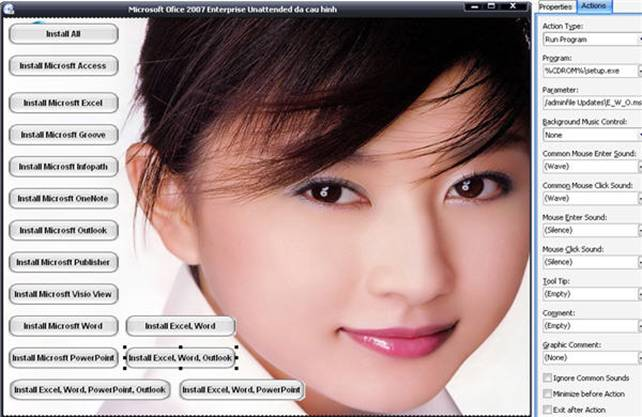 Microsoft Ofice 2007 Enterprise Unattended da cau hinh
Install All
Install Microsft Access
Install Microsft Excel
Install Microsft Groove
Install Microsft Infopath
Install Microsft OneNote
Install Microsft Outlook
Install Microsft Publisher
Install Microsft Visio View
Install Microsft Word
Install Excel, Word
Install Microsft PowerPoint
Install Excel, Word, Outlook
Install Excel, Word, PowerPoint, Outlook
Install Excel, Word, PowerPoint
Properties
Actions
Action Type:
Run Program
Program:
%CDROM%\setup.exe
Parameter:
/adminfile Updates\E_W_O.ms
Background Music Control:
None
Common Mouse Enter Sound:
(Wave)
Common Mouse Click Sound:
(Wave)
Mouse Enter Sound:
(Silence)
Mouse Click Sound:
(Silence)
Tool Tip:
(Empty)
Comment:
(Empty)
Graphic Comment:
(None)
Ignore Common Sounds
Minimize before Action
Exit after Action